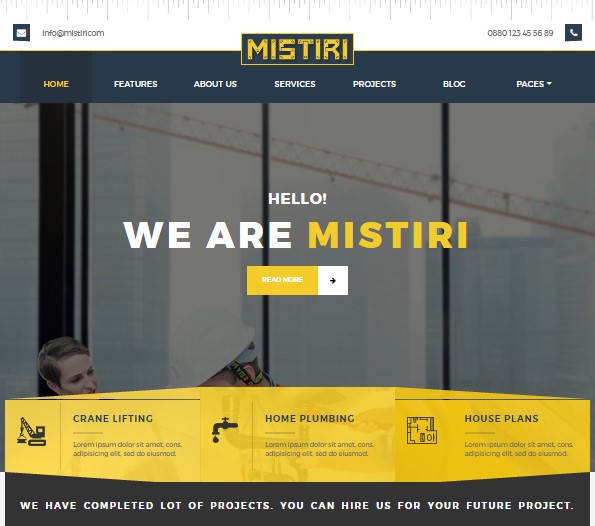 info@mistiri.com
0880 123 45 56 89
MISTIRI
HOME FEATURES ABOUT US SERVICES PROJECTS BLOC PACES
HELLO!
WE ARE MISTIRI
READ MORE
CRANE LIFTING
Lorem ipsum dolor sit amet, cons,
adipisicing elit, sed do eiusmod.
HOME PLUMBING
Lorem ipsum dolor sit amet, cons,
adipisicing elit, sed do eiusmod.
HOUSE PLANS
Lorem ipsum dolor sit amet, cons,
adipisicing elit, sed do eiusmod.
WE HAVE COMPLETED LOT OF PROJECTS. YOU CAN HIRE US FOR YOUR FUTURE PROJECT.